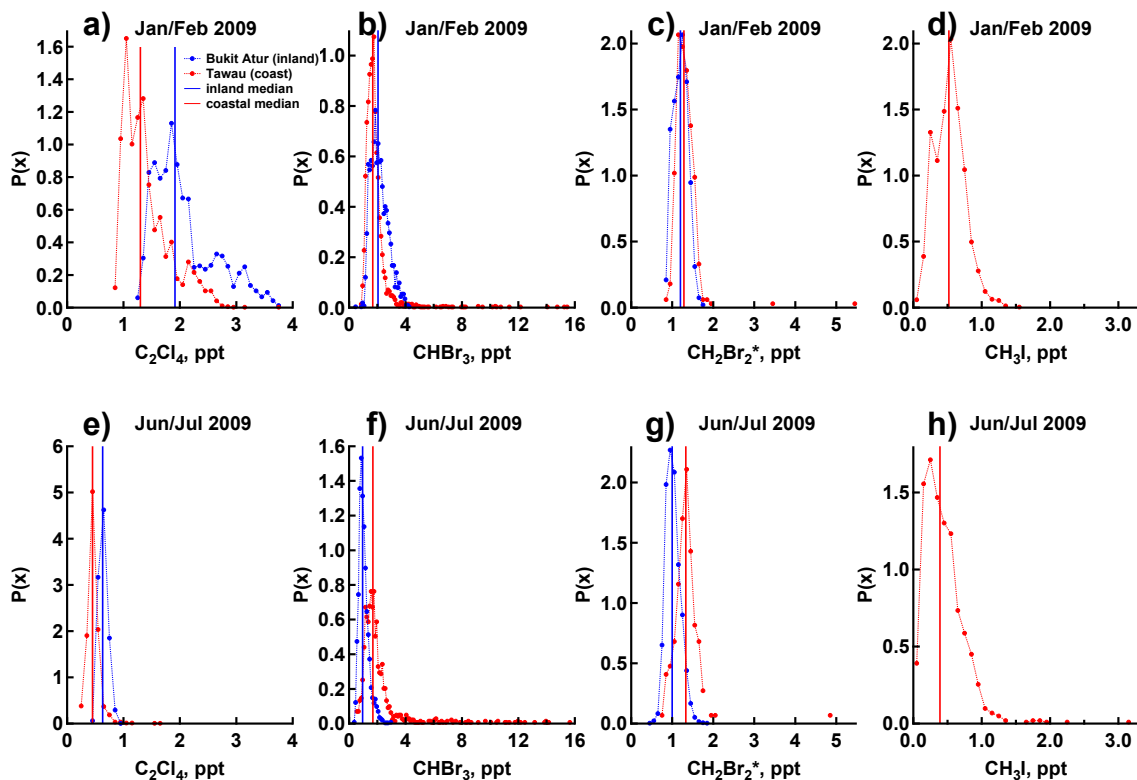 a) Jan/Feb 2009
1.6
1.4
1.2
1.0
0.8
0.6
0.4
0.2
0.0
P(x)
Bukit Atur (inland)
Tawau (coast)
inland median
coastal median
0 1 2 3 4
C₂Cl₄, ppt
b) Jan/Feb 2009
1.0
0.8
0.6
0.4
0.2
0.0
P(x)
0 4 8 12 16
CHBr₃, ppt
c) Jan/Feb 2009
2.0
1.5
1.0
0.5
0.0
P(x)
0 1 2 3 4 5
CH₂Br₂*, ppt
d) Jan/Feb 2009
2.0
1.5
1.0
0.5
0.0
P(x)
0.0 1.0 2.0 3.0
CH₃I, ppt
e) Jun/Jul 2009
6
5
4
3
2
1
0
P(x)
0 1 2 3 4
C₂Cl₄, ppt
f) Jun/Jul 2009
1.6
1.4
1.2
1.0
0.8
0.6
0.4
0.2
0.0
P(x)
0 4 8 12 16
CHBr₃, ppt
g) Jun/Jul 2009
2.0
1.5
1.0
0.5
0.0
P(x)
0 1 2 3 4 5
CH₂Br₂*, ppt
h) Jun/Jul 2009
1.5
1.0
0.5
0.0
P(x)
0.0 1.0 2.0 3.0
CH₃I, ppt